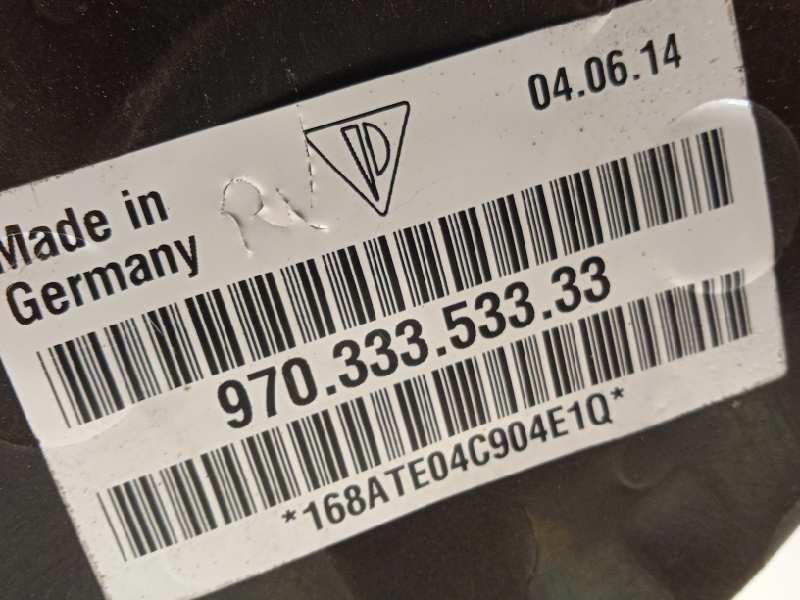 04.06.14
Made in
Germany
970.333.533.33
*168ATE04C904E1Q*